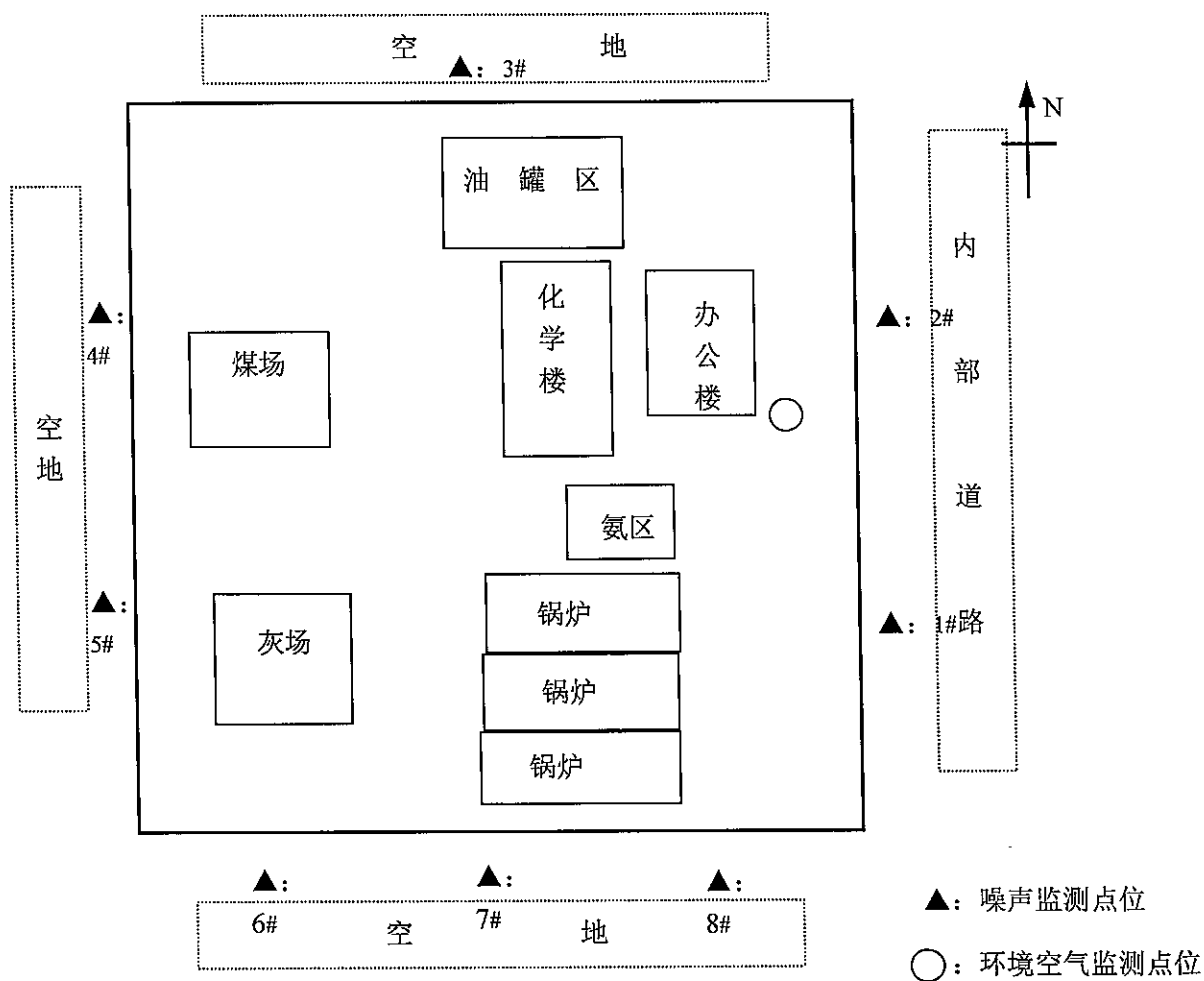 空 地
▲：3#
N
油 罐 区
内部道路
化学楼
办公楼
▲：
4#
▲：2#
煤场
空地
氨区
▲：
5#
▲：1#
锅炉
灰场
锅炉
锅炉
▲：
▲：
▲：
6#
7#
8#
空 地
▲：噪声监测点位
○：环境空气监测点位